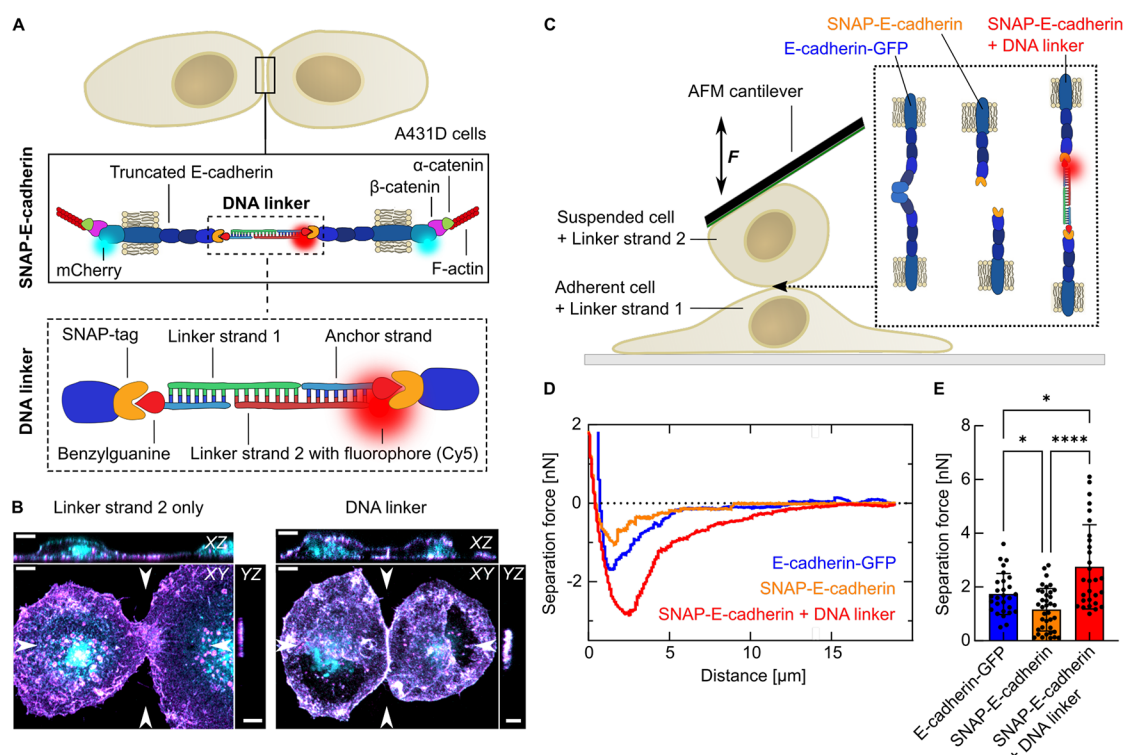 A
A431D cells
SNAP-E-cadherin
Truncated E-cadherin
α-catenin
β-catenin
DNA linker
mCherry
F-actin
DNA linker
SNAP-tag
Linker strand 1
Anchor strand
Benzylguanine
Linker strand 2 with fluorophore (Cy5)
B
Linker strand 2 only
DNA linker
XZ
XY
YZ
XZ
XY
YZ
C
SNAP-E-cadherin
E-cadherin-GFP
SNAP-E-cadherin
+ DNA linker
AFM cantilever
F
Suspended cell
+ Linker strand 2
Adherent cell
+ Linker strand 1
D
Separation force [nN]
2
0
-2
0
5
10
15
Distance [μm]
E-cadherin-GFP
SNAP-E-cadherin
SNAP-E-cadherin + DNA linker
E
Separation force [nN]
8
6
4
2
0
*
*
****
E-cadherin-GFP
SNAP-E-cadherin
SNAP-E-cadherin
+ DNA linker